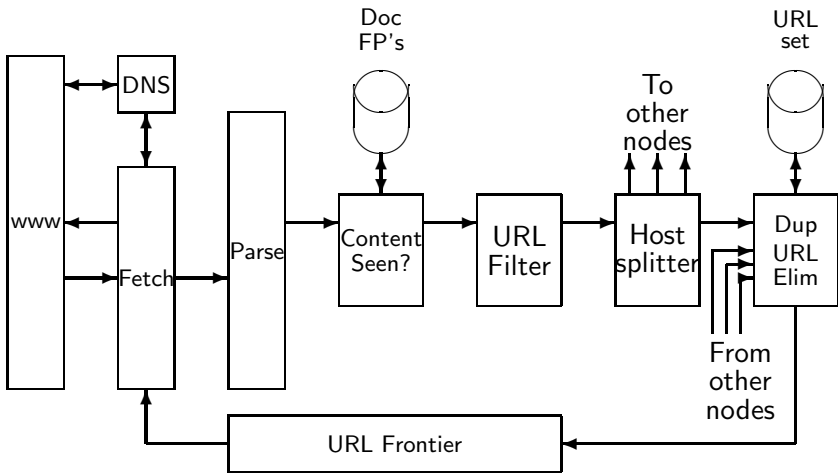 Doc
FP's
URL
set
DNS
To
other
nodes
www
Fetch
Parse
Content
Seen?
URL
Filter
Host
splitter
Dup
URL
Elim
From
other
nodes
URL Frontier